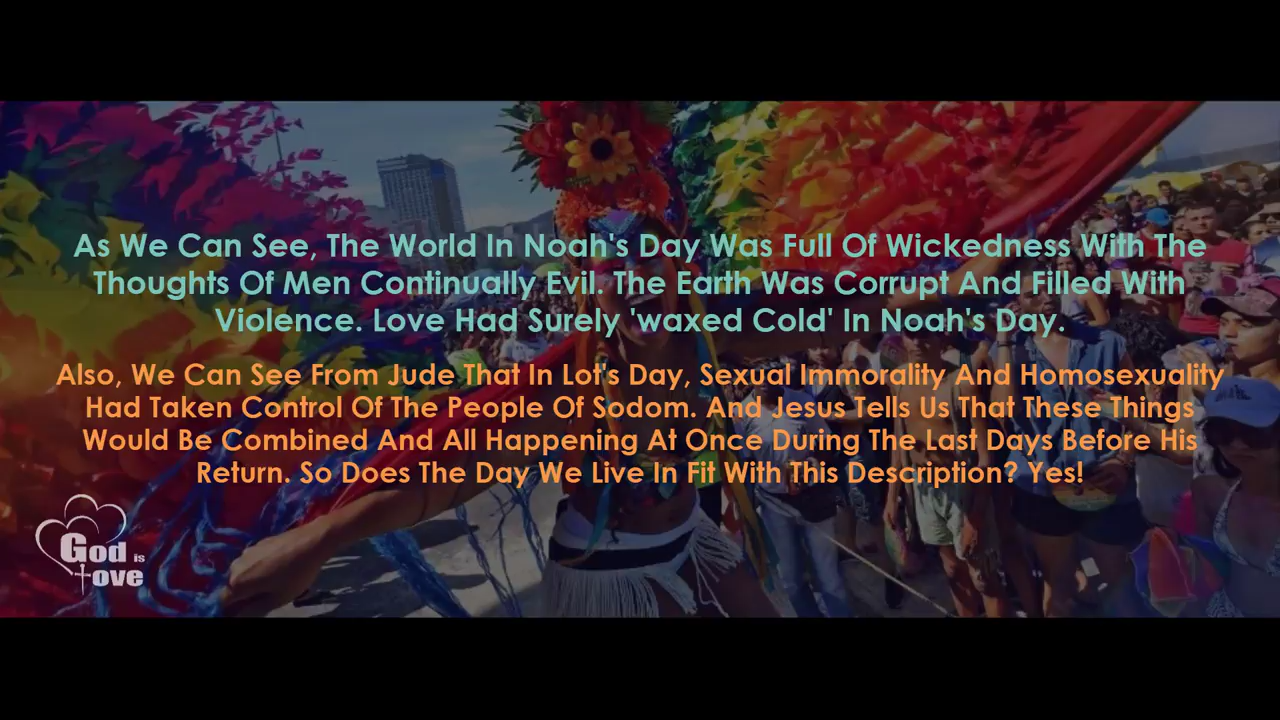 As We Can See, The World In Noah's Day Was Full Of Wickedness With The
Thoughts Of Men Continually Evil. The Earth Was Corrupt And Filled With
Violence. Love Had Surely 'waxed Cold' In Noah's Day.
Also, We Can See From Jude That In Lot's Day, Sexual Immorality And Homosexuality
Had Taken Control Of The People Of Sodom. And Jesus Tells Us That These Things
Would Be Combined And All Happening At Once During The Last Days Before His
Return. So Does The Day We Live In Fit With This Description? Yes!
God is
Love